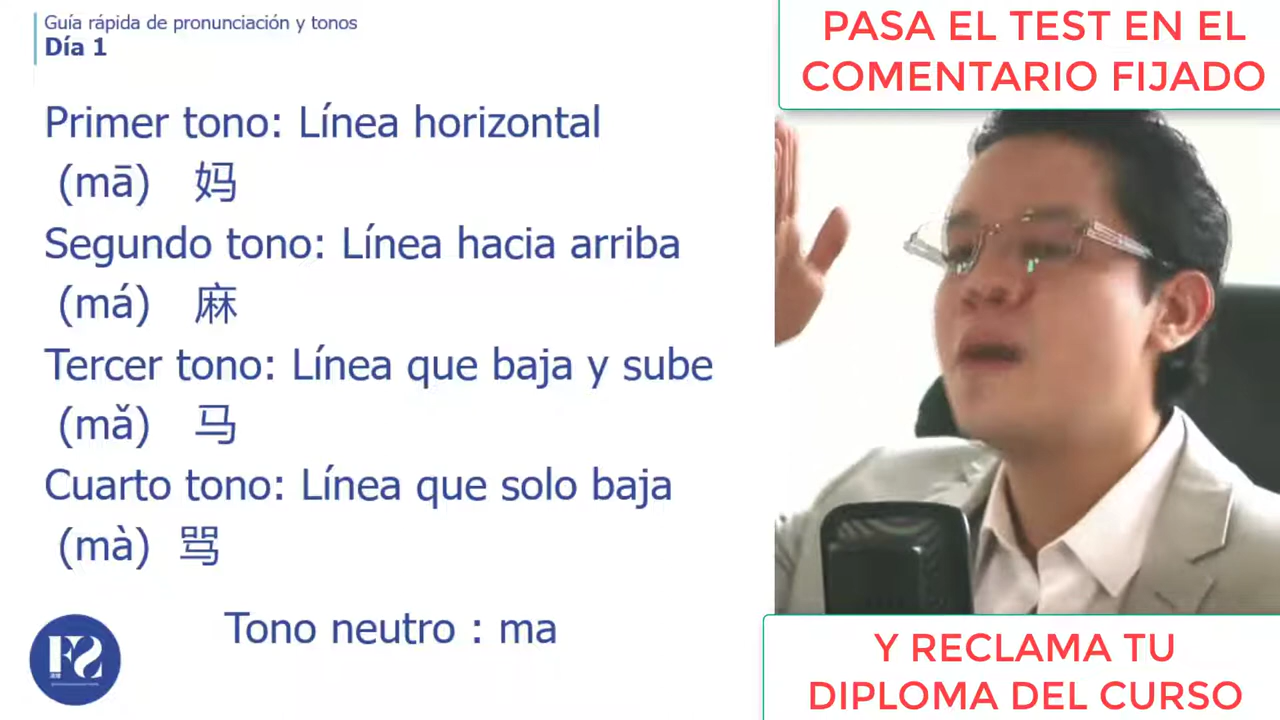 Guía rápida de pronunciación y tonos
Día 1
Primer tono: Línea horizontal
(mā) 妈
Segundo tono: Línea hacia arriba
(má) 麻
Tercer tono: Línea que baja y sube
(mǎ) 马
Cuarto tono: Línea que solo baja
(mà) 骂
Tono neutro : ma
PASA EL TEST EN EL
COMENTARIO FIJADO
Y RECLAMA TU
DIPLOMA DEL CURSO